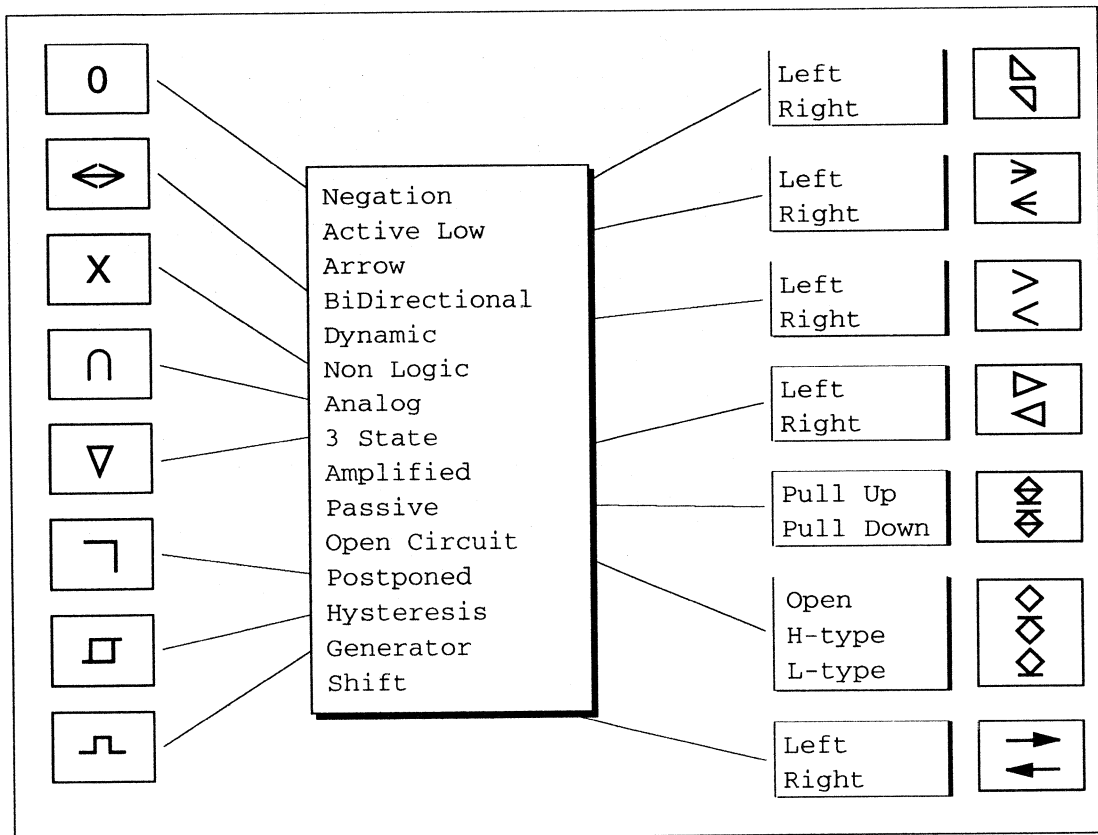 0
X
Negation
Active Low
Arrow
BiDirectional
Dynamic
Non Logic
Analog
3 State
Amplified
Passive
Open Circuit
Postponed
Hysteresis
Generator
Shift
Left
Right
Left
Right
Left
Right
Left
Right
Pull Up
Pull Down
Open
H-type
L-type
Left
Right